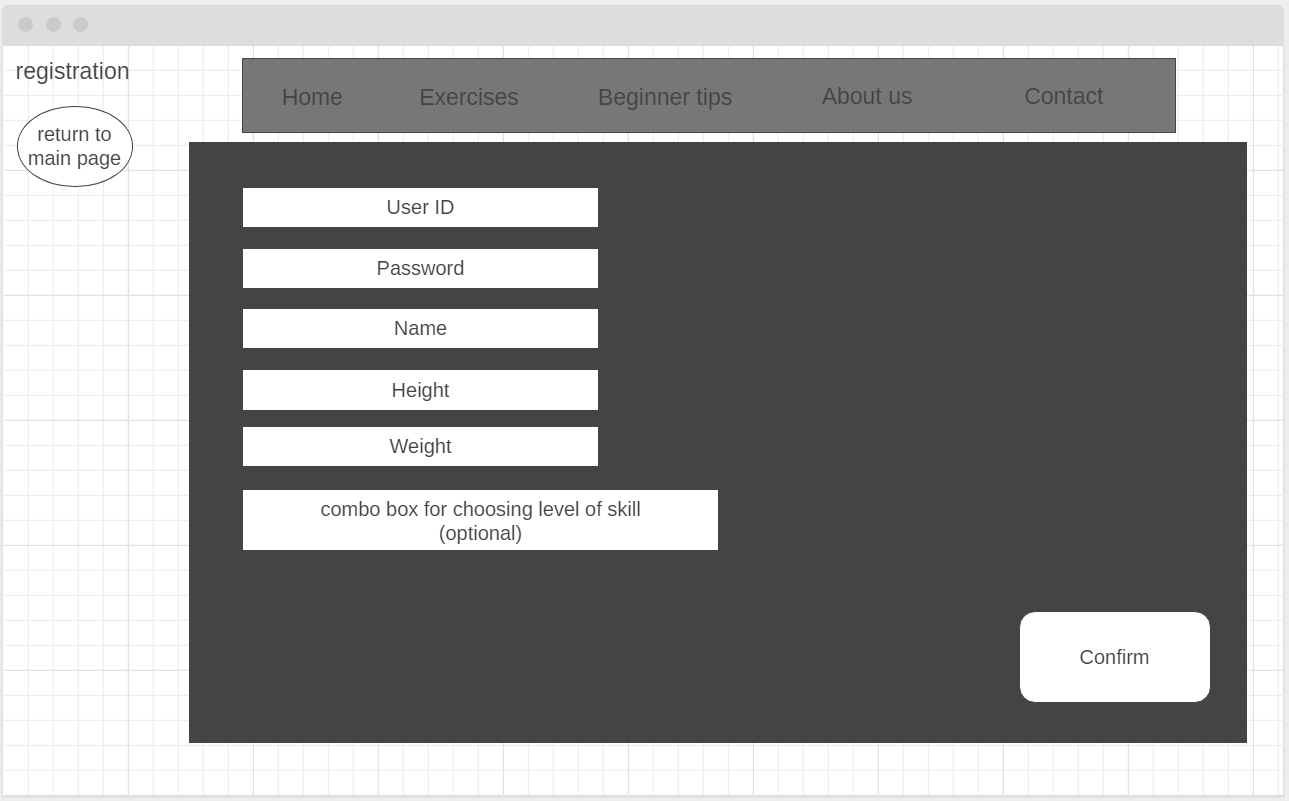 registration
Home Exercises Beginner tips About us Contact
return to
main page
User ID
Password
Name
Height
Weight
combo box for choosing level of skill
(optional)
Confirm